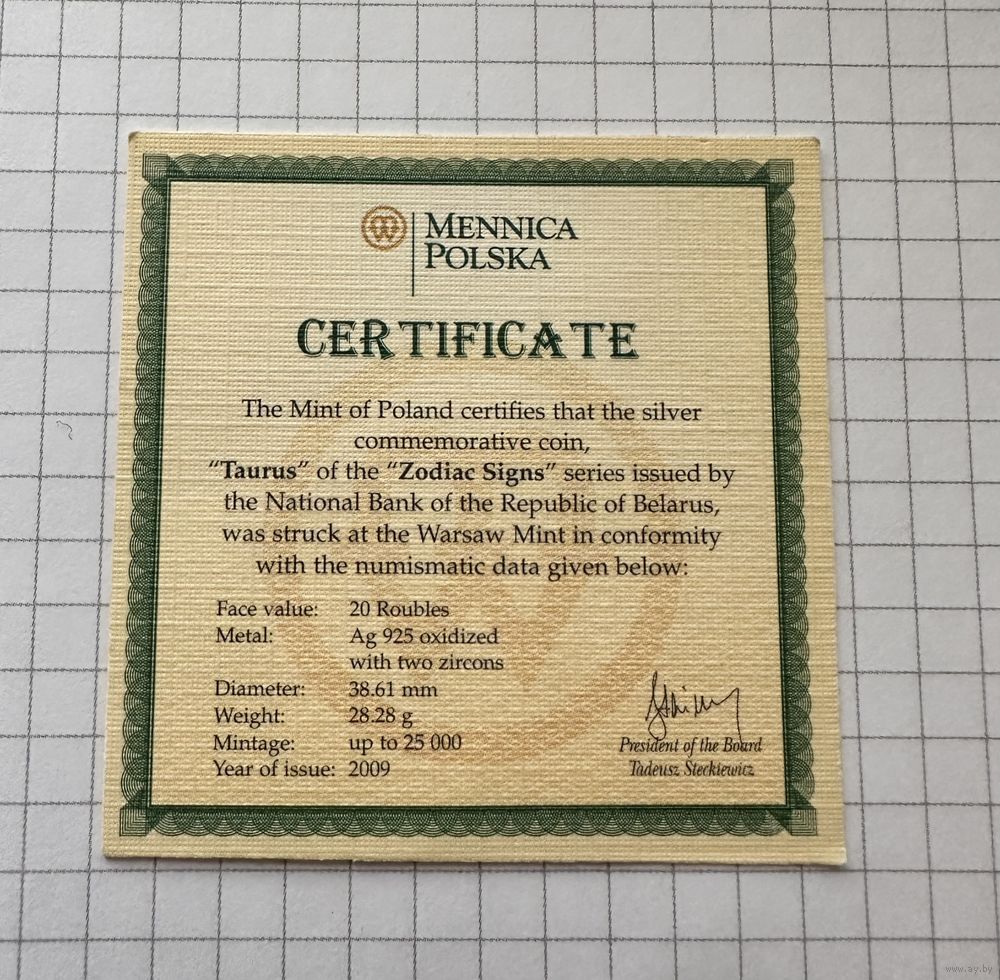 MENNICA
POLSKA
CERTIFICATE
The Mint of Poland certifies that the silver
commemorative coin,
“Taurus” of the “Zodiac Signs” series issued by
the National Bank of the Republic of Belarus,
was struck at the Warsaw Mint in conformity
with the numismatic data given below:
Face value: 20 Roubles
Metal: Ag 925 oxidized
with two zircons
Diameter: 38.61 mm
Weight: 28.28 g
Mintage: up to 25 000
Year of issue: 2009
President of the Board
Tadeusz Steckiewicz
www.ay.by